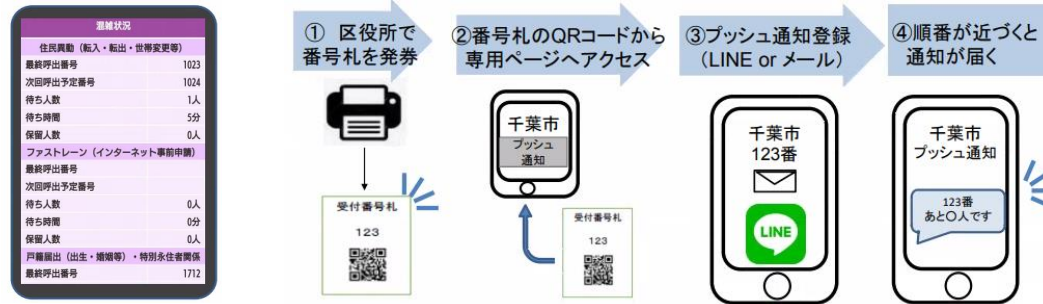 混雑状況
住民異動（転入・転出・世帯変更等）
最終呼出番号 1023
次回呼出予定番号 1024
待ち人数 1人
待ち時間 5分
保留人数 0人
ファストレーン（インターネット事前申請）
最終呼出番号
次回呼出予定番号
待ち人数 0人
待ち時間 0分
保留人数 0人
戸籍届出（出生・婚姻等）・特別永住者関係
最終呼出番号 1712
① 区役所で
番号札を発券
受付番号札
123
②番号札のQRコードから
専用ページへアクセス
千葉市
プッシュ
通知
受付番号札
123
③プッシュ通知登録
（LINE or メール）
千葉市
123番
LINE
④順番が近づくと
通知が届く
千葉市
プッシュ通知
123番
あと〇人です